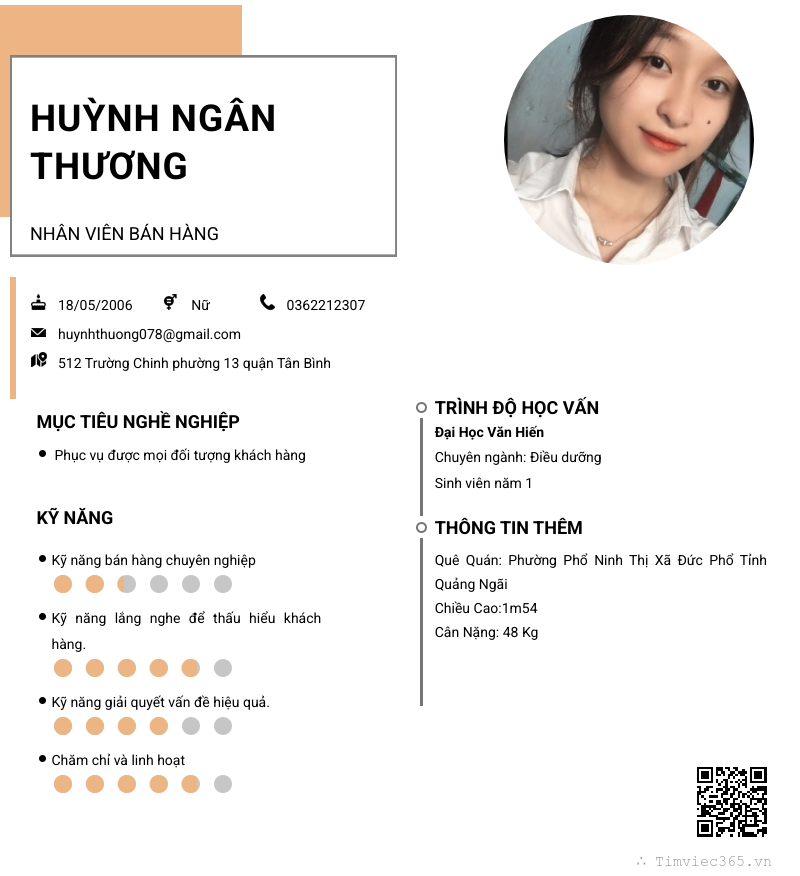 HUỲNH NGÂN
THƯƠNG
NHÂN VIÊN BÁN HÀNG
18/05/2006 Nữ 0362212307
huynhthuong078@gmail.com
512 Trường Chinh phường 13 quận Tân Bình
MỤC TIÊU NGHỀ NGHIỆP
Phục vụ được mọi đối tượng khách hàng
KỸ NĂNG
Kỹ năng bán hàng chuyên nghiệp
Kỹ năng lắng nghe để thấu hiểu khách
hàng.
Kỹ năng giải quyết vấn đề hiệu quả.
Chăm chỉ và linh hoạt
TRÌNH ĐỘ HỌC VẤN
Đại Học Văn Hiến
Chuyên ngành: Điều dưỡng
Sinh viên năm 1
THÔNG TIN THÊM
Quê Quán: Phường Phổ Ninh Thị Xã Đức Phổ Tỉnh
Quảng Ngãi
Chiều Cao:1m54
Cân Nặng: 48 Kg
∴ Timviec365.vn